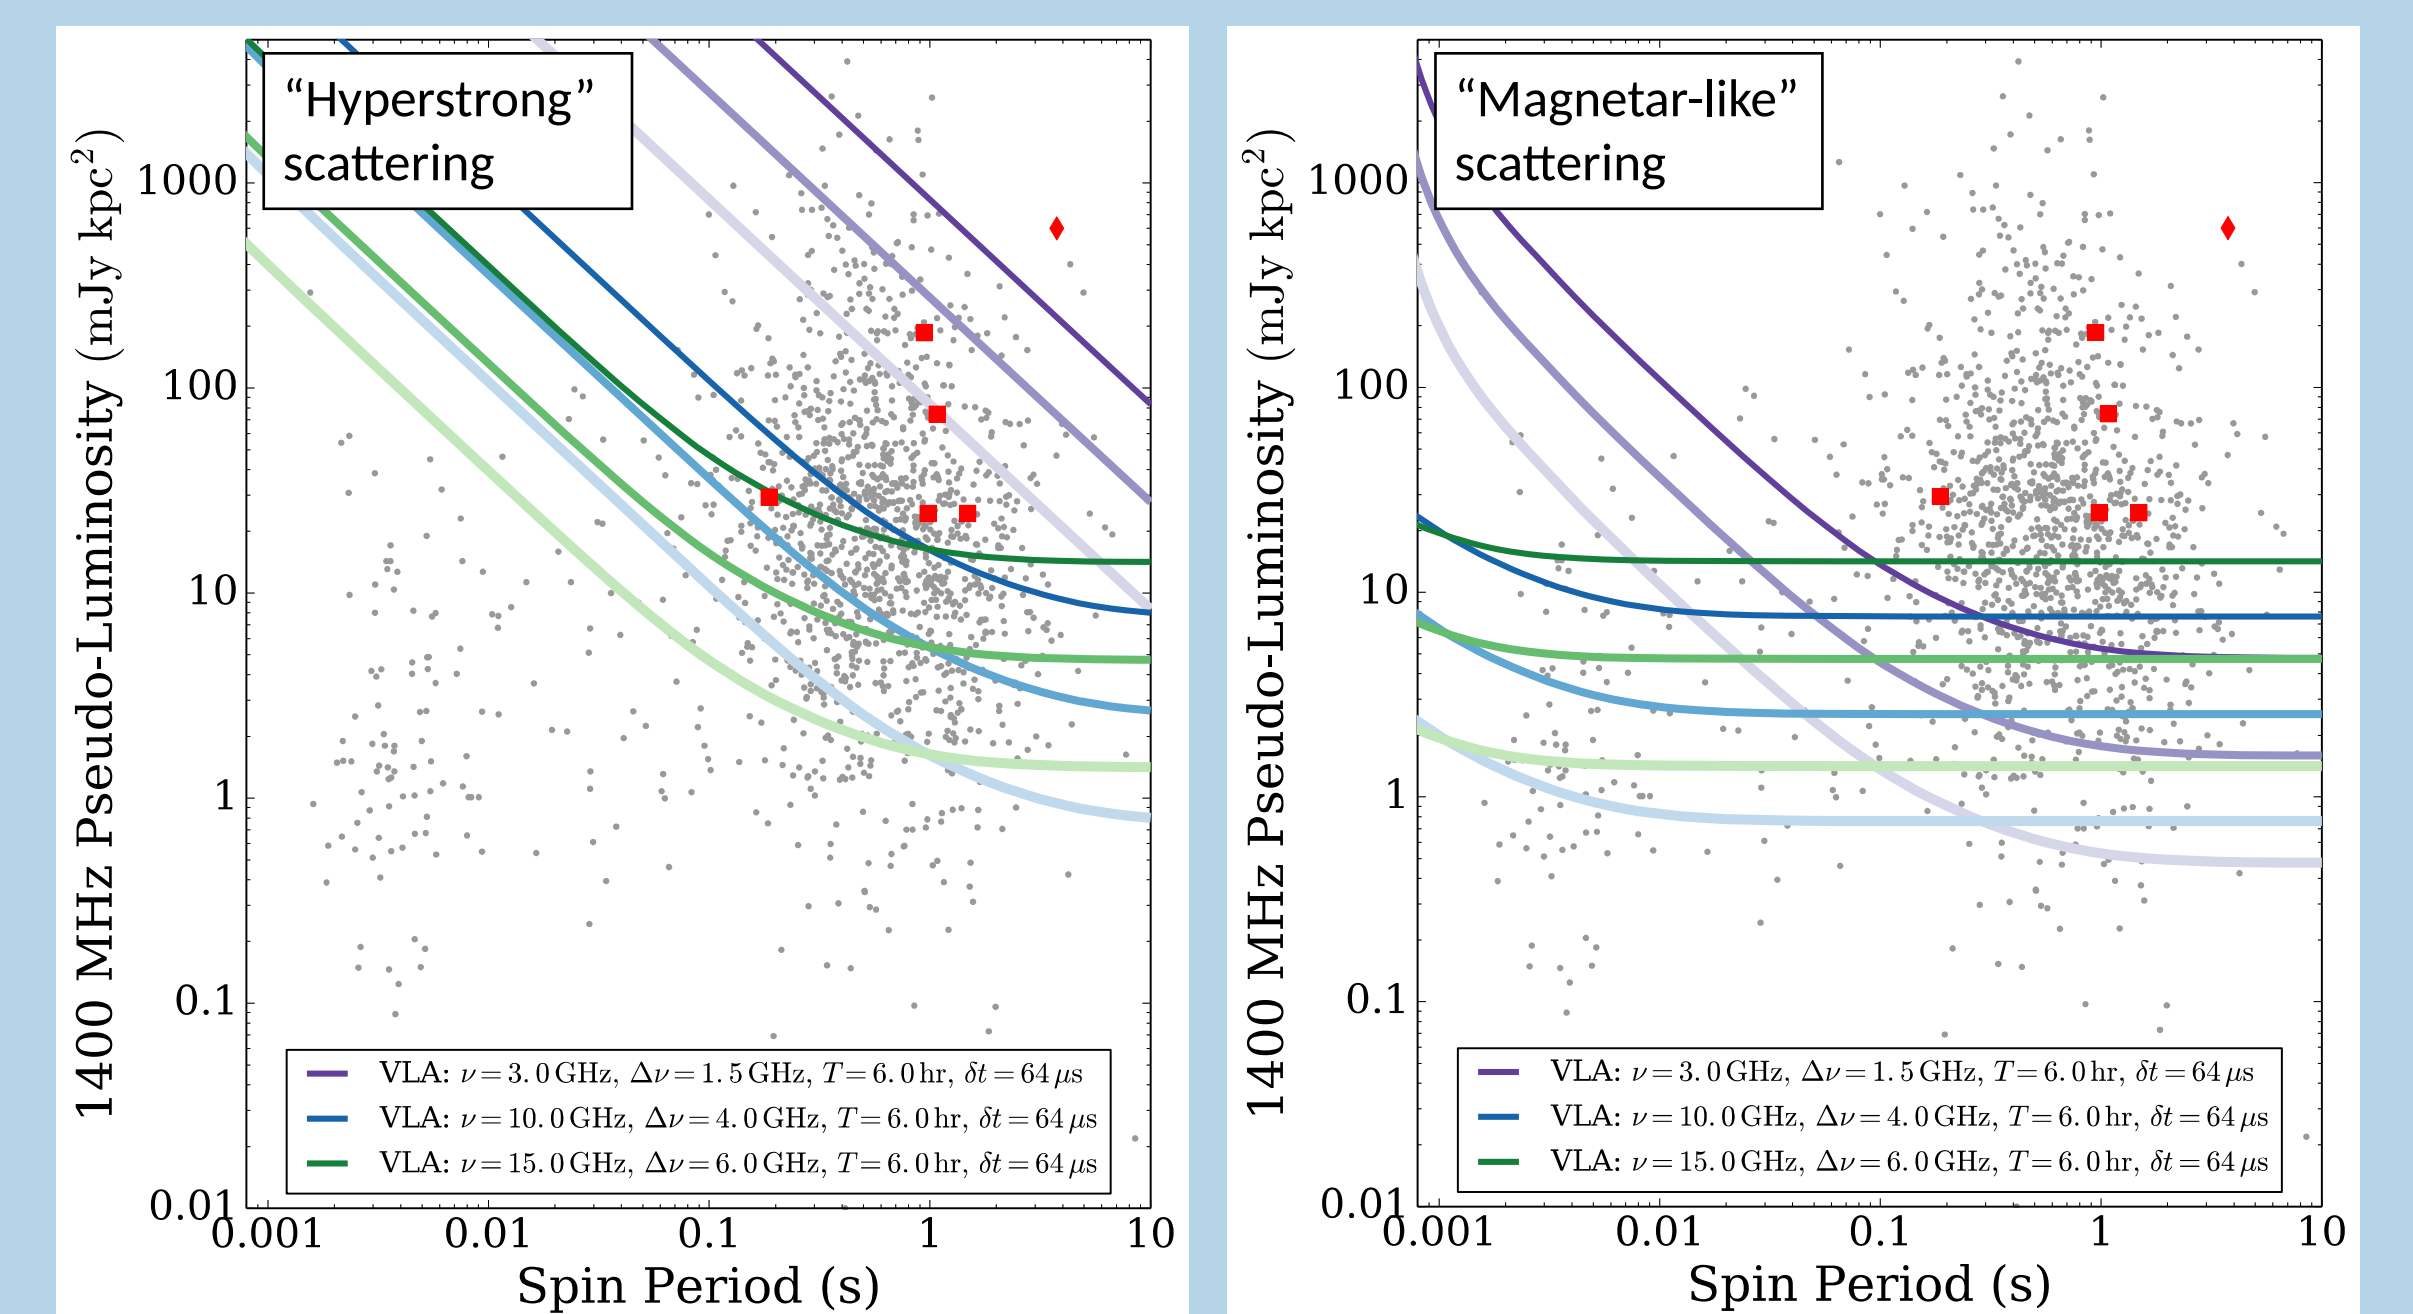 “Hyperstrong”
scattering
1400 MHz Pseudo-Luminosity (mJy kpc²)
1000
100
10
1
0.1
0.01
VLA: ν=3.0 GHz, Δν=1.5 GHz, T=6.0 hr, δt=64 μs
VLA: ν=10.0 GHz, Δν=4.0 GHz, T=6.0 hr, δt=64 μs
VLA: ν=15.0 GHz, Δν=6.0 GHz, T=6.0 hr, δt=64 μs
0.001 0.01 0.1 1 10
Spin Period (s)
“Magnetar-like”
scattering
1400 MHz Pseudo-Luminosity (mJy kpc²)
1000
100
10
1
0.1
0.01
VLA: ν=3.0 GHz, Δν=1.5 GHz, T=6.0 hr, δt=64 μs
VLA: ν=10.0 GHz, Δν=4.0 GHz, T=6.0 hr, δt=64 μs
VLA: ν=15.0 GHz, Δν=6.0 GHz, T=6.0 hr, δt=64 μs
0.001 0.01 0.1 1 10
Spin Period (s)